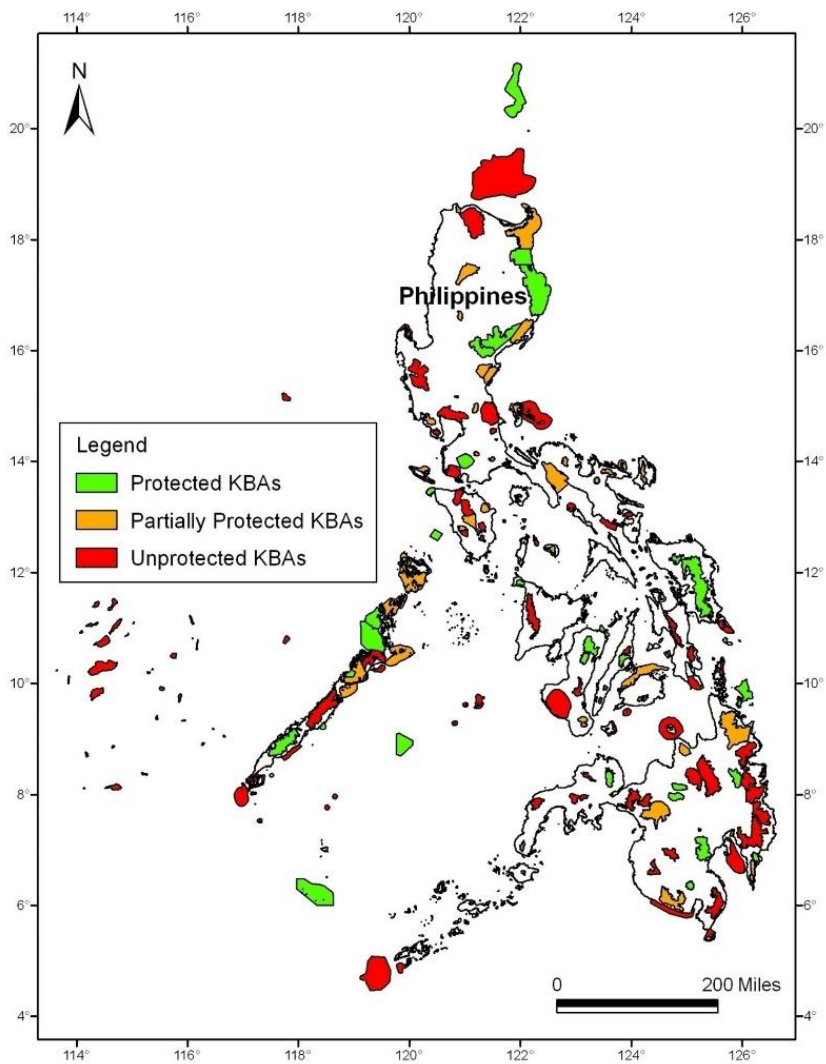 114° 116° 118° 120° 122° 124° 126°
N
20°
20°
18°
18°
Philippines
16°
16°
Legend
Protected KBAs
Partially Protected KBAs
Unprotected KBAs
14°
14°
12°
12°
10°
10°
8°
8°
6°
6°
0 200 Miles
4°
4°
114° 116° 118° 120° 122° 124° 126°